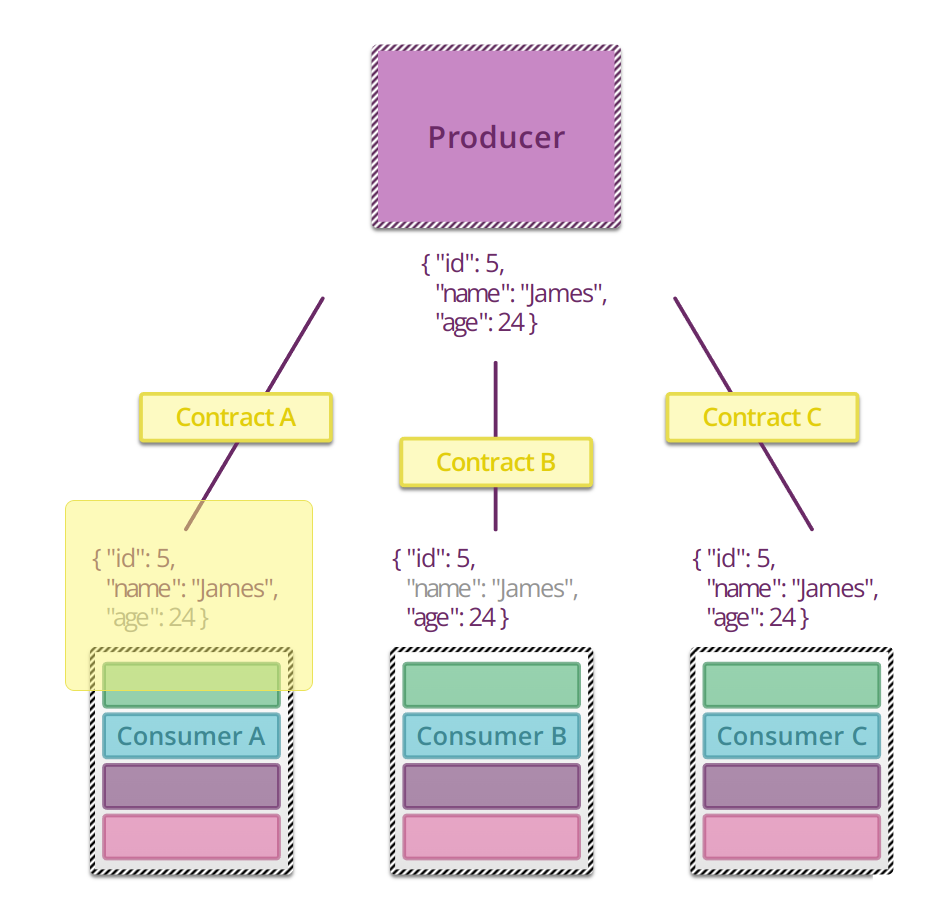 Producer
{ "id": 5,
"name": "James",
"age": 24 }
Contract A
Contract C
Contract B
{ "id": 5,
"name": "James",
"age": 24 }
{ "id": 5,
"name": "James",
"age": 24 }
{ "id": 5,
"name": "James",
"age": 24 }
Consumer A
Consumer B
Consumer C